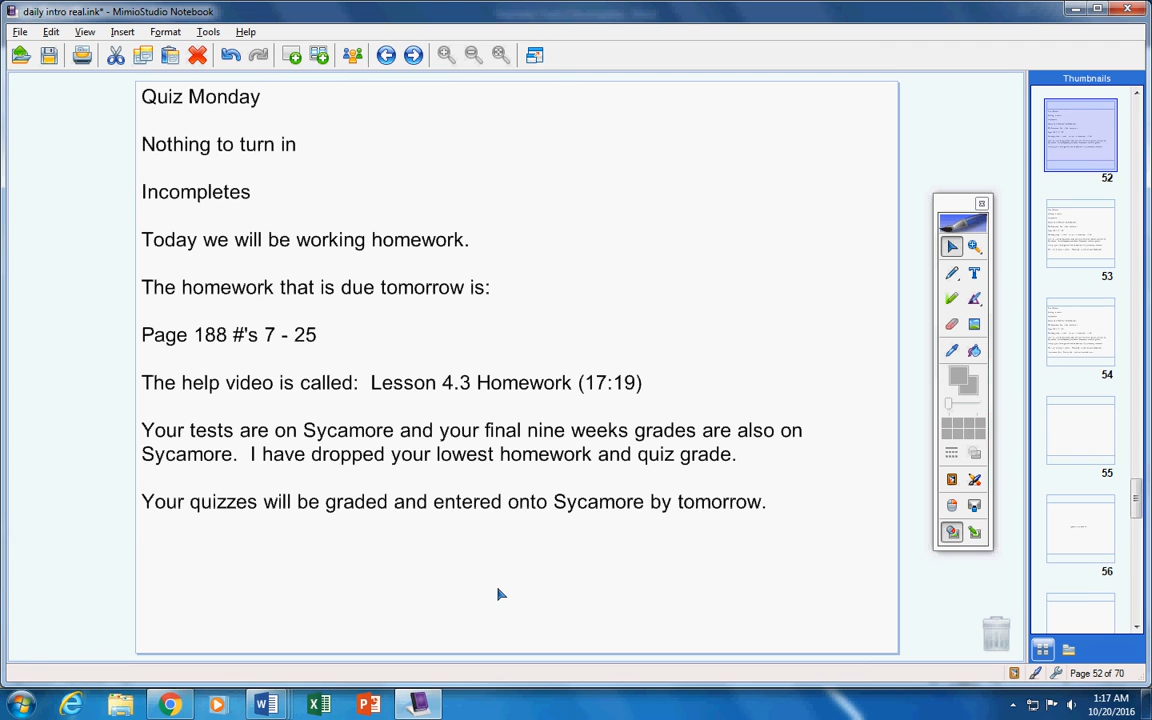 daily intro real.ink* - MimioStudio Notebook
File Edit View Insert Format Tools Help
Quiz Monday
Nothing to turn in
Incompletes
Today we will be working homework.
The homework that is due tomorrow is:
Page 188 #'s 7 - 25
The help video is called:  Lesson 4.3 Homework (17:19)
Your tests are on Sycamore and your final nine weeks grades are also on
Sycamore.  I have dropped your lowest homework and quiz grade.
Your quizzes will be graded and entered onto Sycamore by tomorrow.
Thumbnails
52
53
54
55
56
Page 52 of 70
1:17 AM
10/20/2016